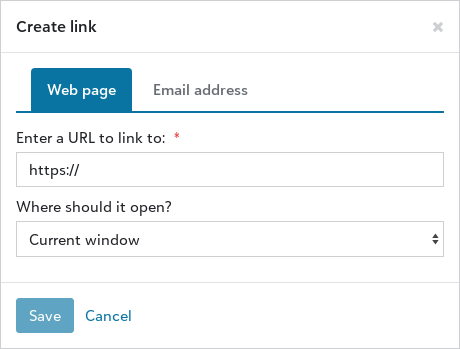 Create link
Web page Email address
Enter a URL to link to: *
https://
Where should it open?
Current window
Save Cancel